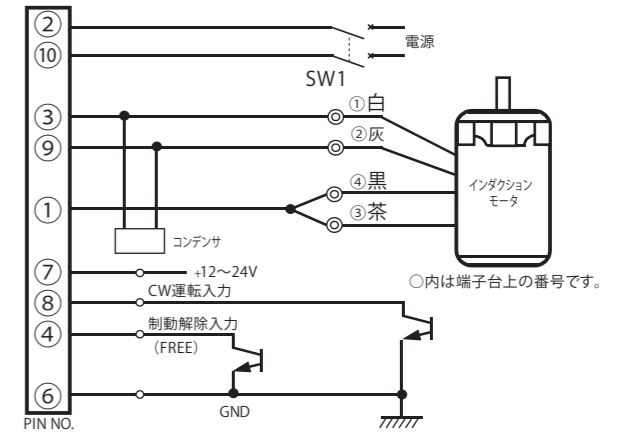 ② 電源
⑩
SW1
③ ①白
⑨ ②灰
④黒
① ③茶
インダクション
モータ
コンデンサ
⑦ +12～24V
○内は端子台上の番号です。
⑧ CW運転入力
④ 制動解除入力
（FREE）
⑥
GND
PIN NO.